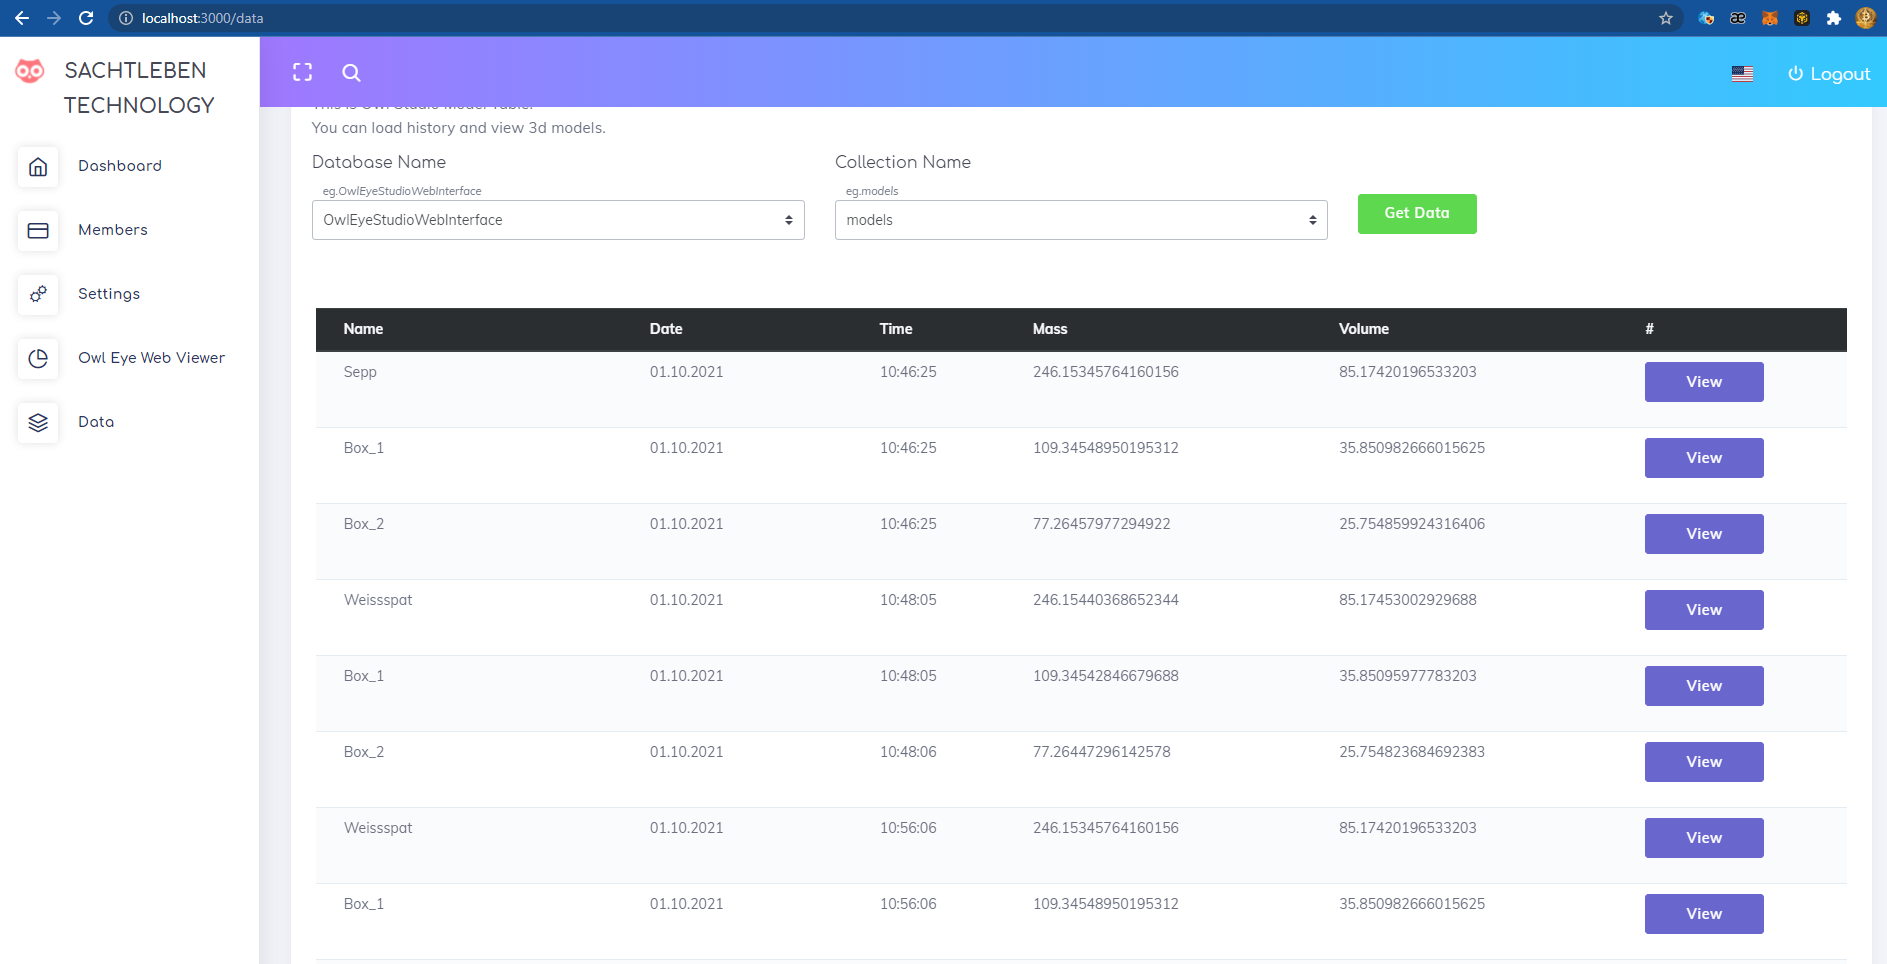 localhost:3000/data
SACHTLEBEN
TECHNOLOGY
Logout
Dashboard
Members
Settings
Owl Eye Web Viewer
Data
This is Owl Studio Model Table.
You can load history and view 3d models.
Database Name
Collection Name
eg.OwlEyeStudioWebInterface
eg.models
OwlEyeStudioWebInterface
models
Get Data
Name Date Time Mass Volume #
Sepp 01.10.2021 10:46:25 246.15345764160156 85.17420196533203 View
Box_1 01.10.2021 10:46:25 109.34548950195312 35.850982666015625 View
Box_2 01.10.2021 10:46:25 77.26457977294922 25.754859924316406 View
Weissspat 01.10.2021 10:48:05 246.15440368652344 85.17453002929688 View
Box_1 01.10.2021 10:48:05 109.34542846679688 35.85095977783203 View
Box_2 01.10.2021 10:48:06 77.26447296142578 25.754823684692383 View
Weissspat 01.10.2021 10:56:06 246.15345764160156 85.17420196533203 View
Box_1 01.10.2021 10:56:06 109.34548950195312 35.850982666015625 View